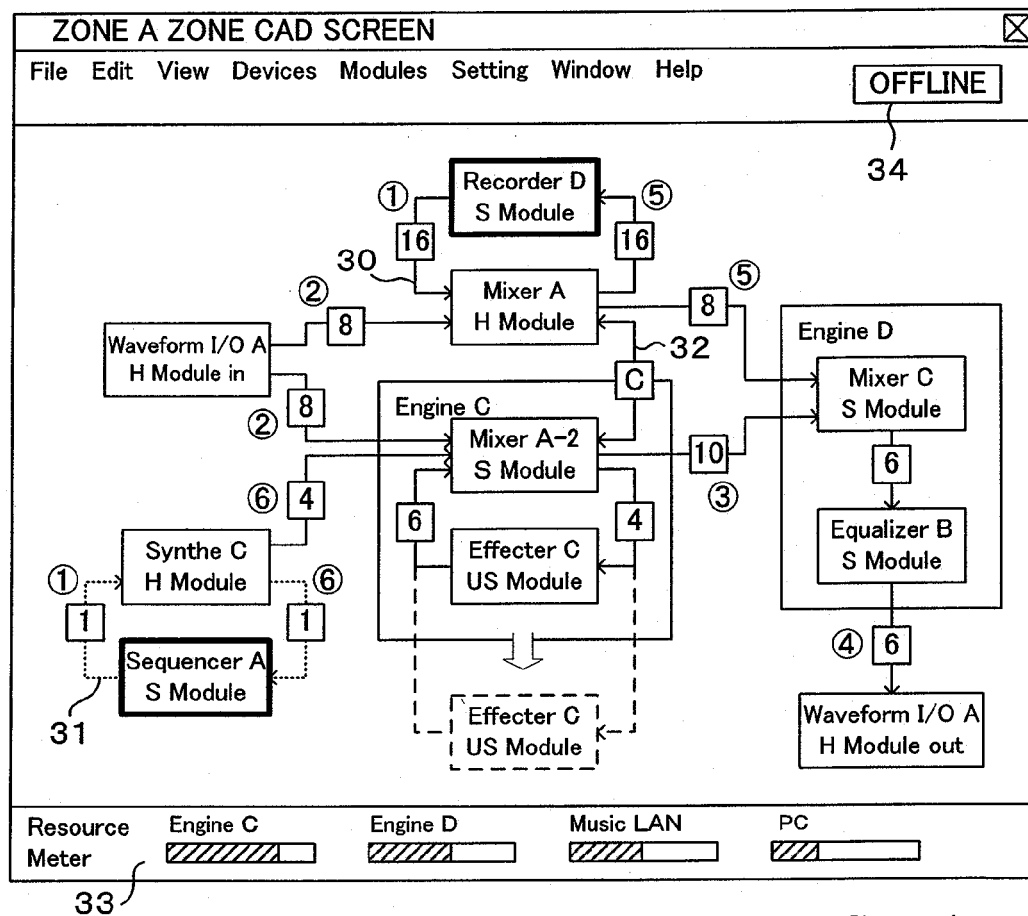 ZONE A ZONE CAD SCREEN
File Edit View Devices Modules Setting Window Help
OFFLINE
34
Recorder D
S Module
①
⑤
16
16
30
Mixer A
H Module
②
8
⑤
8
32
Waveform I/O A
H Module in
8
②
C
Engine C
Mixer A-2
S Module
10
③
Engine D
Mixer C
S Module
6
Equalizer B
S Module
⑥
4
6
4
Synthe C
H Module
①
⑥
1
1
Effecter C
US Module
Sequencer A
S Module
31
Effecter C
US Module
④
6
Waveform I/O A
H Module out
Resource
Meter
Engine C
Engine D
Music LAN
PC
33